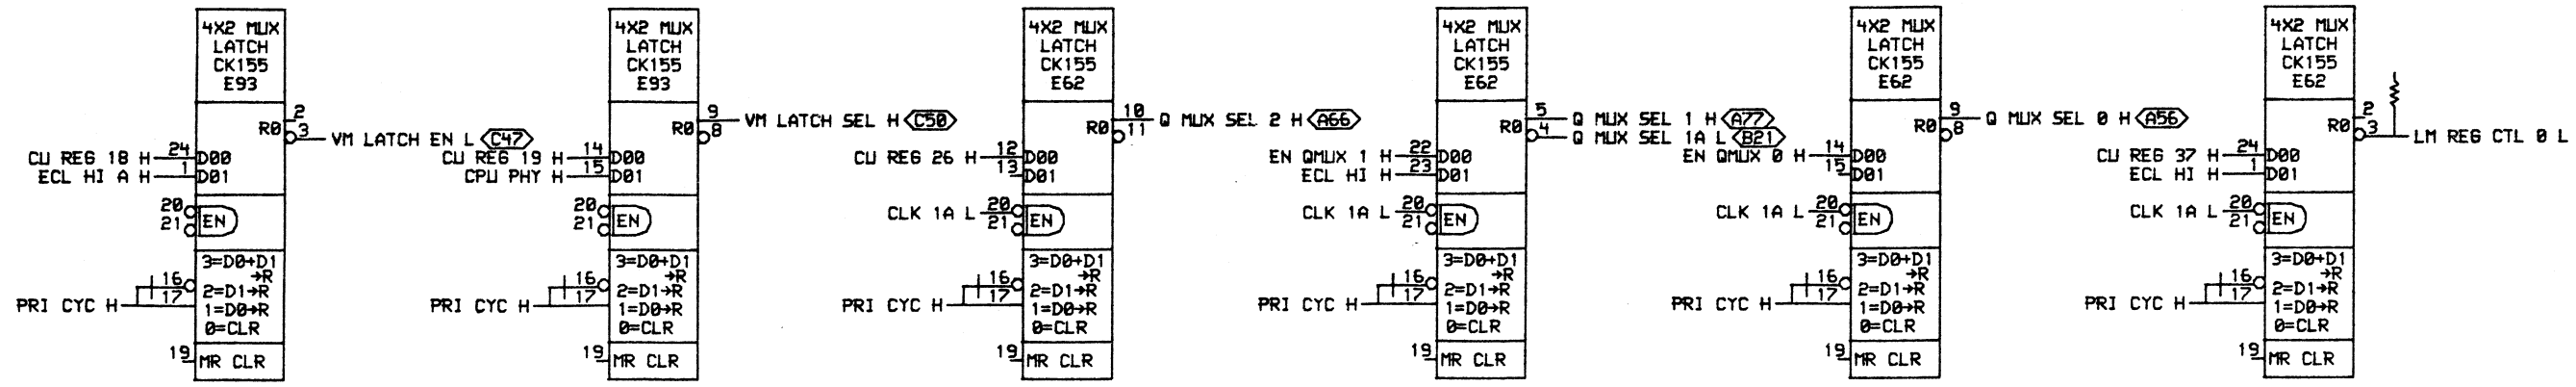 4X2 MUX
LATCH
CK155
E93
2
R0
3
VM LATCH EN L C47
CU REG 18 H 24 D00
ECL HI A H 1 D01
20
21 EN
3=D0+D1
→R
16
2=D1→R
17
PRI CYC H
1=D0→R
0=CLR
19 MR CLR
4X2 MUX
LATCH
CK155
E93
9
VM LATCH SEL H C50
R0
8
CU REG 19 H 14 D00
CPU PHY H 15 D01
20
21 EN
3=D0+D1
→R
16
2=D1→R
17
PRI CYC H
1=D0→R
0=CLR
19 MR CLR
4X2 MUX
LATCH
CK155
E62
10
Q MUX SEL 2 H A66
R0
11
CU REG 26 H 12 D00
13 D01
CLK 1A L 20
21 EN
3=D0+D1
→R
16
2=D1→R
17
PRI CYC H
1=D0→R
0=CLR
19 MR CLR
4X2 MUX
LATCH
CK155
E62
5
Q MUX SEL 1 H A77
R0
4
Q MUX SEL 1A L B21
EN QMUX 1 H 22 D00
ECL HI H 23 D01
CLK 1A L 20
21 EN
3=D0+D1
→R
16
2=D1→R
17
PRI CYC H
1=D0→R
0=CLR
19 MR CLR
4X2 MUX
LATCH
CK155
E62
9
Q MUX SEL 0 H A56
R0
8
EN QMUX 0 H 14 D00
15 D01
CLK 1A L 20
21 EN
3=D0+D1
→R
16
2=D1→R
17
PRI CYC H
1=D0→R
0=CLR
19 MR CLR
4X2 MUX
LATCH
CK155
E62
2
R0
3
LM REG CTL 0 L
CU REG 37 H 24 D00
ECL HI H 1 D01
CLK 1A L 20
21 EN
3=D0+D1
→R
16
2=D1→R
17
PRI CYC H
1=D0→R
0=CLR
19 MR CLR